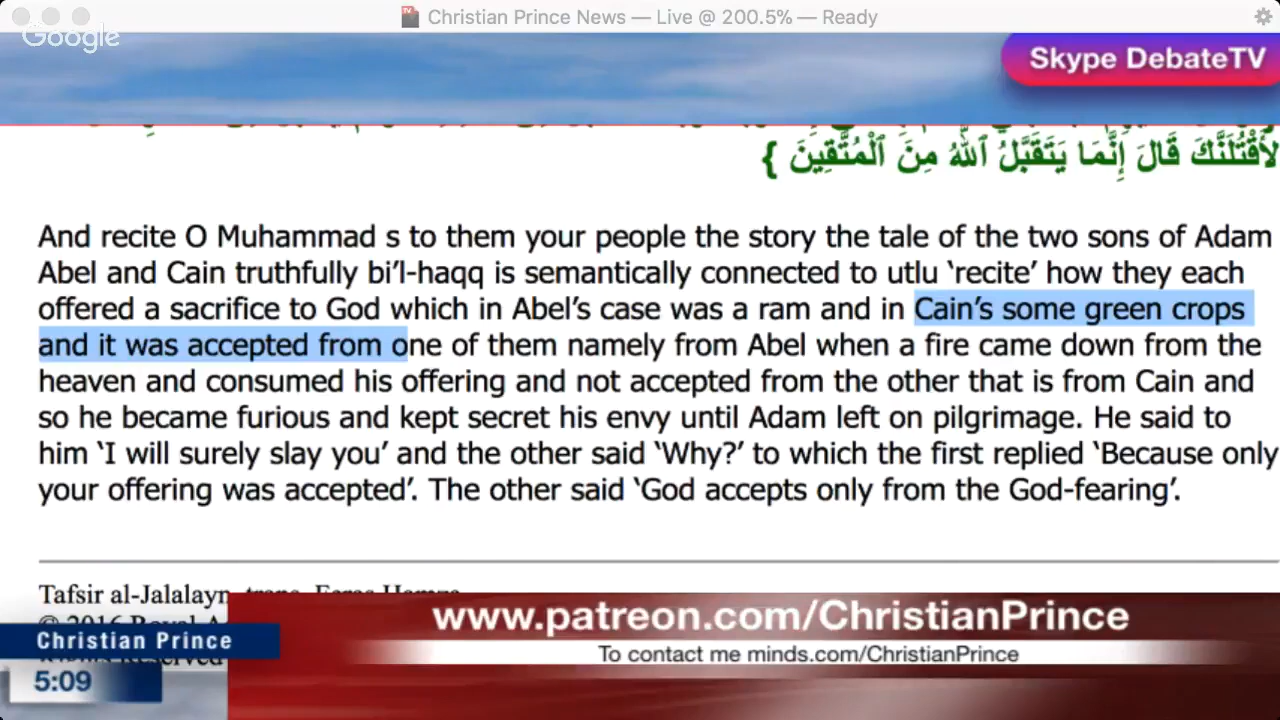 Christian Prince News — Live @ 200.5% — Ready
Google
Skype DebateTV
لَأَقْتُلَنَّكَ قَالَ إِنَّمَا يَتَقَبَّلُ ٱللَّهُ مِنَ ٱلْمُتَّقِينَ }
And recite O Muhammad s to them your people the story the tale of the two sons of Adam
Abel and Cain truthfully bi’l-haqq is semantically connected to utlu ‘recite’ how they each
offered a sacrifice to God which in Abel’s case was a ram and in Cain’s some green crops
and it was accepted from one of them namely from Abel when a fire came down from the
heaven and consumed his offering and not accepted from the other that is from Cain and
so he became furious and kept secret his envy until Adam left on pilgrimage. He said to
him ‘I will surely slay you’ and the other said ‘Why?’ to which the first replied ‘Because only
your offering was accepted’. The other said ‘God accepts only from the God-fearing’.
Tafsir al-Jalalayn, trans. Feras Hamza
© 2016 Royal A
Christian Prince
Rights Reserved
5:09
www.patreon.com/ChristianPrince
To contact me minds.com/ChristianPrince